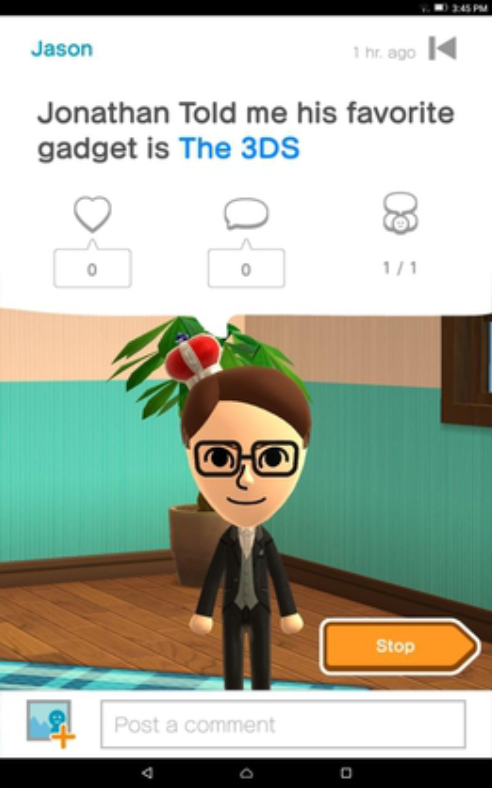 3:45 PM
Jason
1 hr. ago
Jonathan Told me his favorite
gadget is The 3DS
0
0
1 / 1
Stop
Post a comment